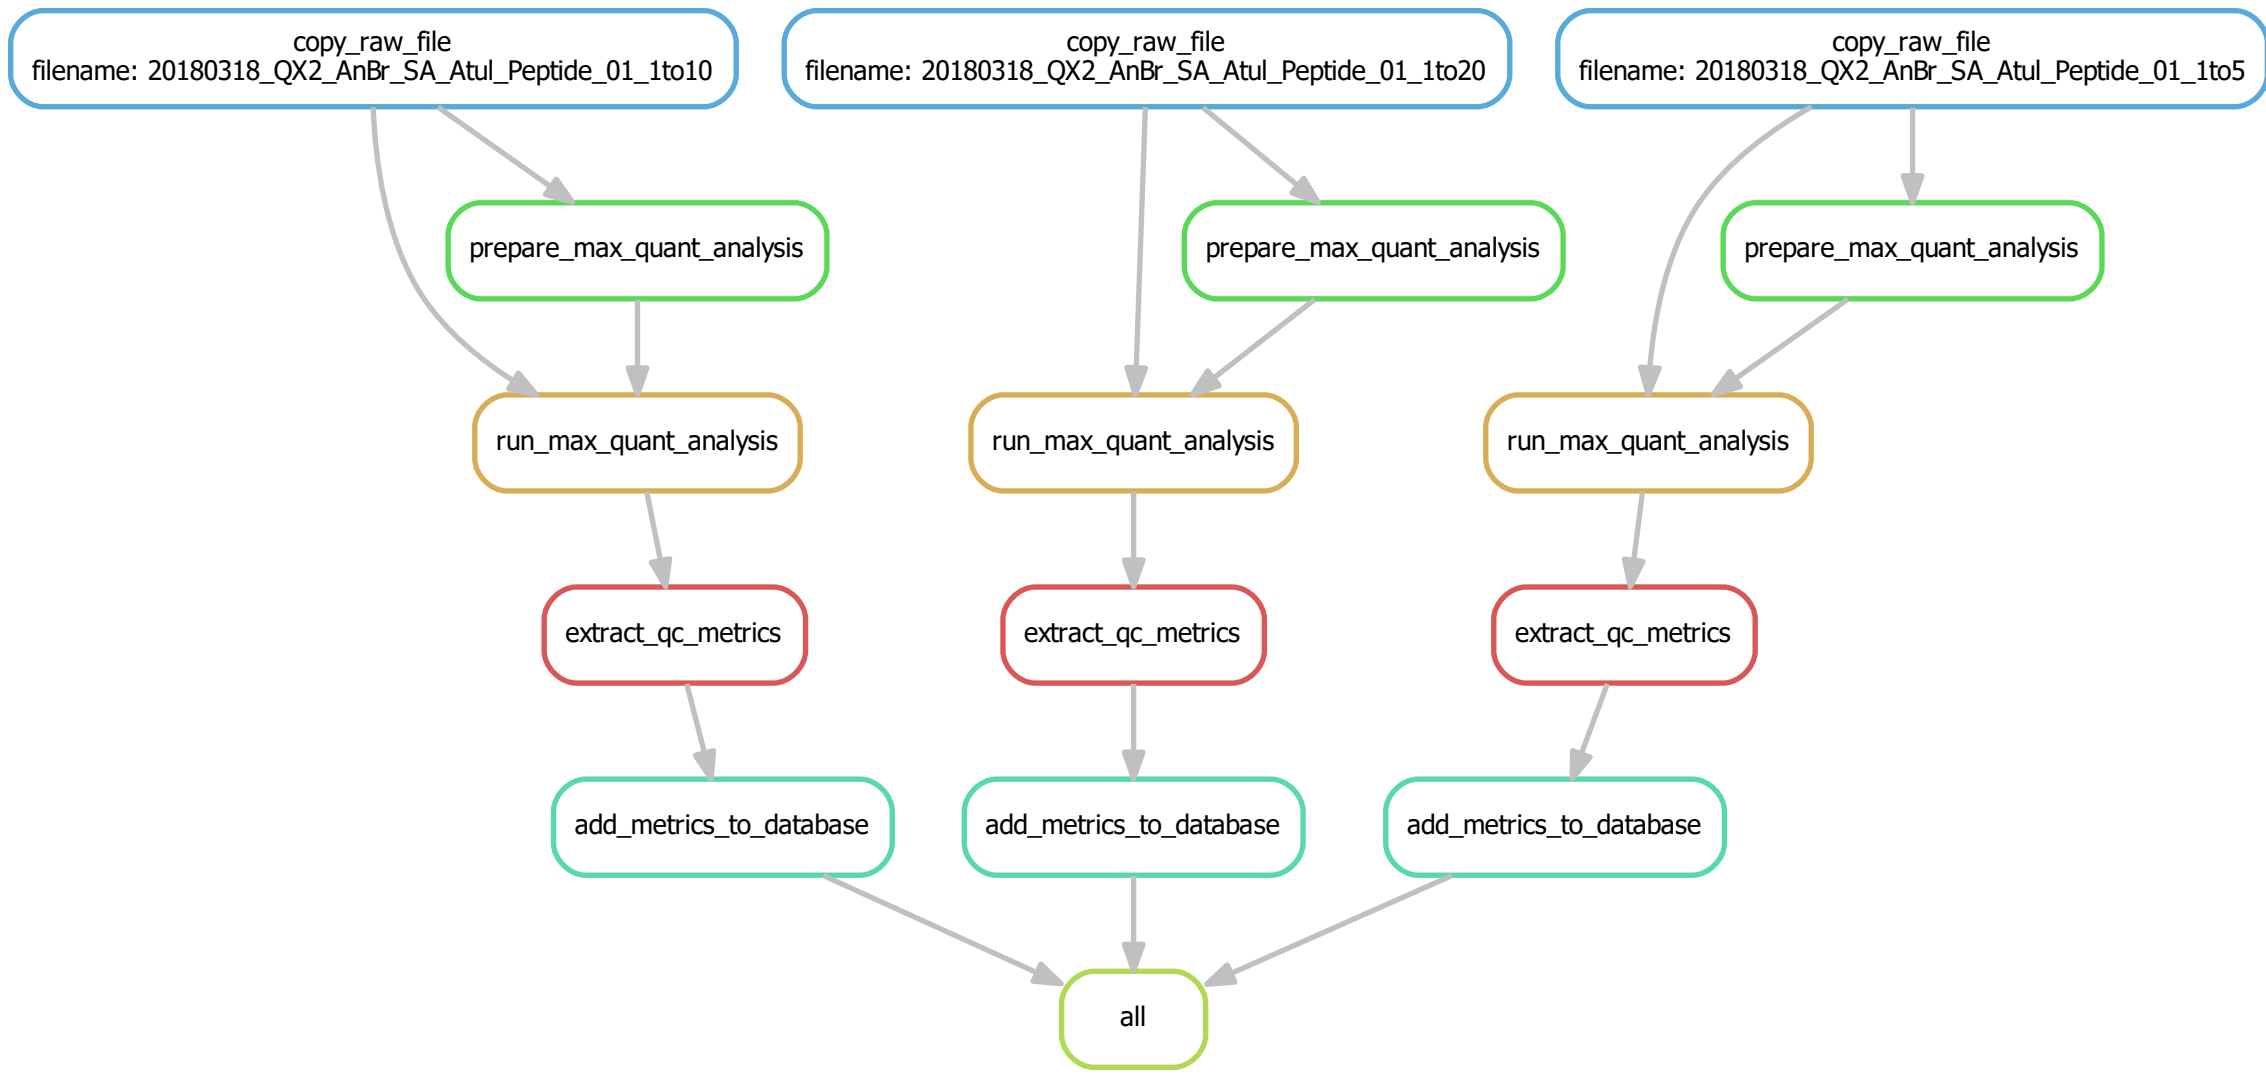 copy_raw_file
filename: 20180318_QX2_AnBr_SA_Atul_Peptide_01_1to10
copy_raw_file
filename: 20180318_QX2_AnBr_SA_Atul_Peptide_01_1to20
copy_raw_file
filename: 20180318_QX2_AnBr_SA_Atul_Peptide_01_1to5
prepare_max_quant_analysis
prepare_max_quant_analysis
prepare_max_quant_analysis
run_max_quant_analysis
run_max_quant_analysis
run_max_quant_analysis
extract_qc_metrics
extract_qc_metrics
extract_qc_metrics
add_metrics_to_database
add_metrics_to_database
add_metrics_to_database
all